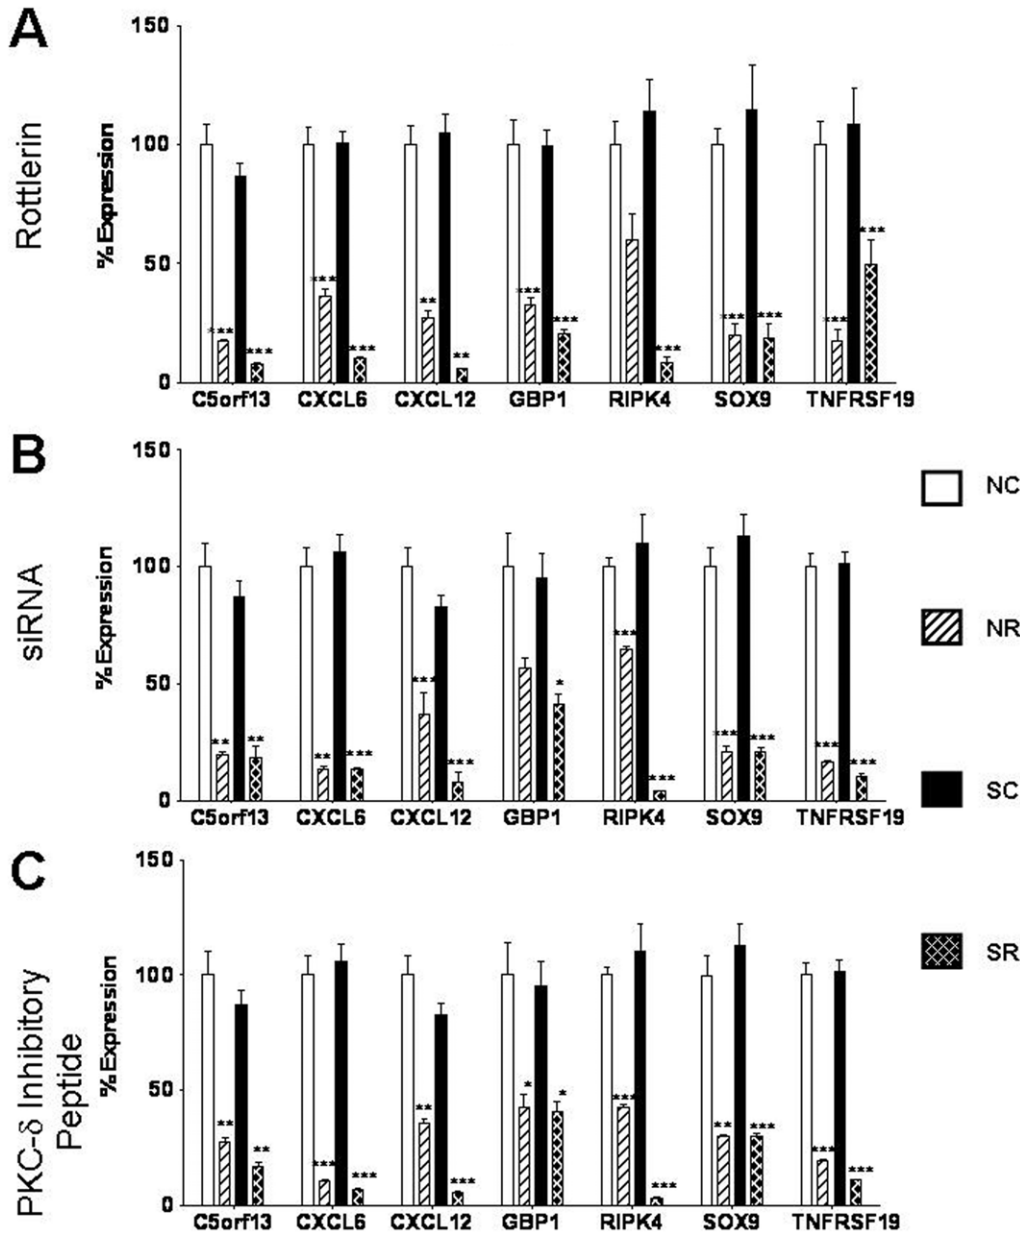 A
Rottlerin
% Expression
150
100
50
0
*** *** *** *** ** ** *** *** *** *** *** *** ***
C5orf13 CXCL6 CXCL12 GBP1 RIPK4 SOX9 TNFRSF19
B
siRNA
% Expression
150
100
50
0
** ** ** *** *** *** * *** *** *** *** *** ***
C5orf13 CXCL6 CXCL12 GBP1 RIPK4 SOX9 TNFRSF19
NC
NR
SC
SR
C
PKC-δ Inhibitory
Peptide
% Expression
150
100
50
0
** ** *** *** ** *** * * *** *** ** *** *** ***
C5orf13 CXCL6 CXCL12 GBP1 RIPK4 SOX9 TNFRSF19